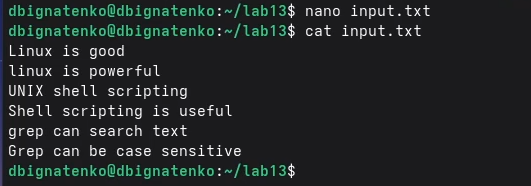 dbignatenko@dbignatenko:~/lab13$ nano input.txt
dbignatenko@dbignatenko:~/lab13$ cat input.txt
Linux is good
linux is powerful
UNIX shell scripting
Shell scripting is useful
grep can search text
Grep can be case sensitive
dbignatenko@dbignatenko:~/lab13$